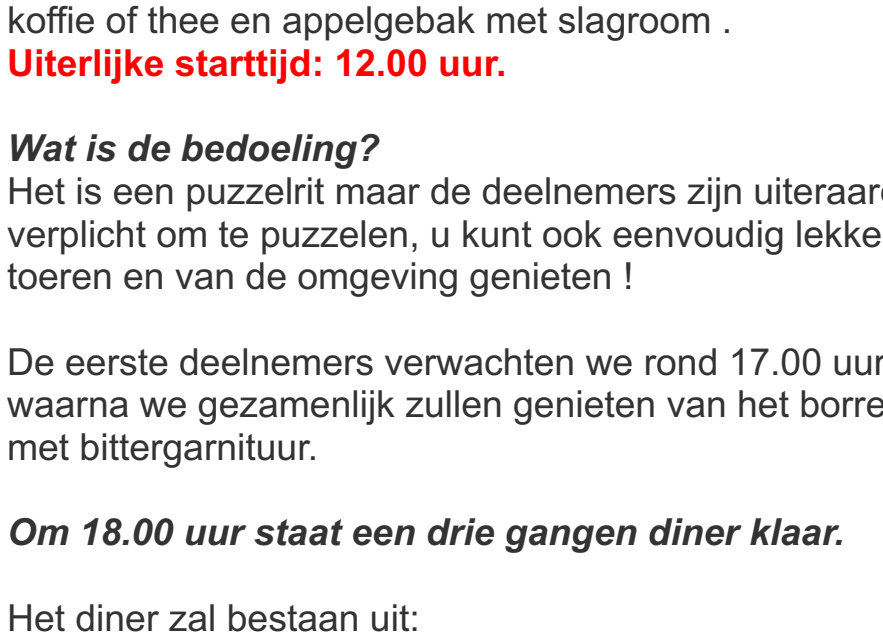 koffie of thee en appelgebak met slagroom .
Uiterlijke starttijd: 12.00 uur.
Wat is de bedoeling?
Het is een puzzelrit maar de deelnemers zijn uiteraar
verplicht om te puzzelen, u kunt ook eenvoudig lekke
toeren en van de omgeving genieten !
De eerste deelnemers verwachten we rond 17.00 uur
waarna we gezamenlijk zullen genieten van het borre
met bittergarnituur.
Om 18.00 uur staat een drie gangen diner klaar.
Het diner zal bestaan uit: